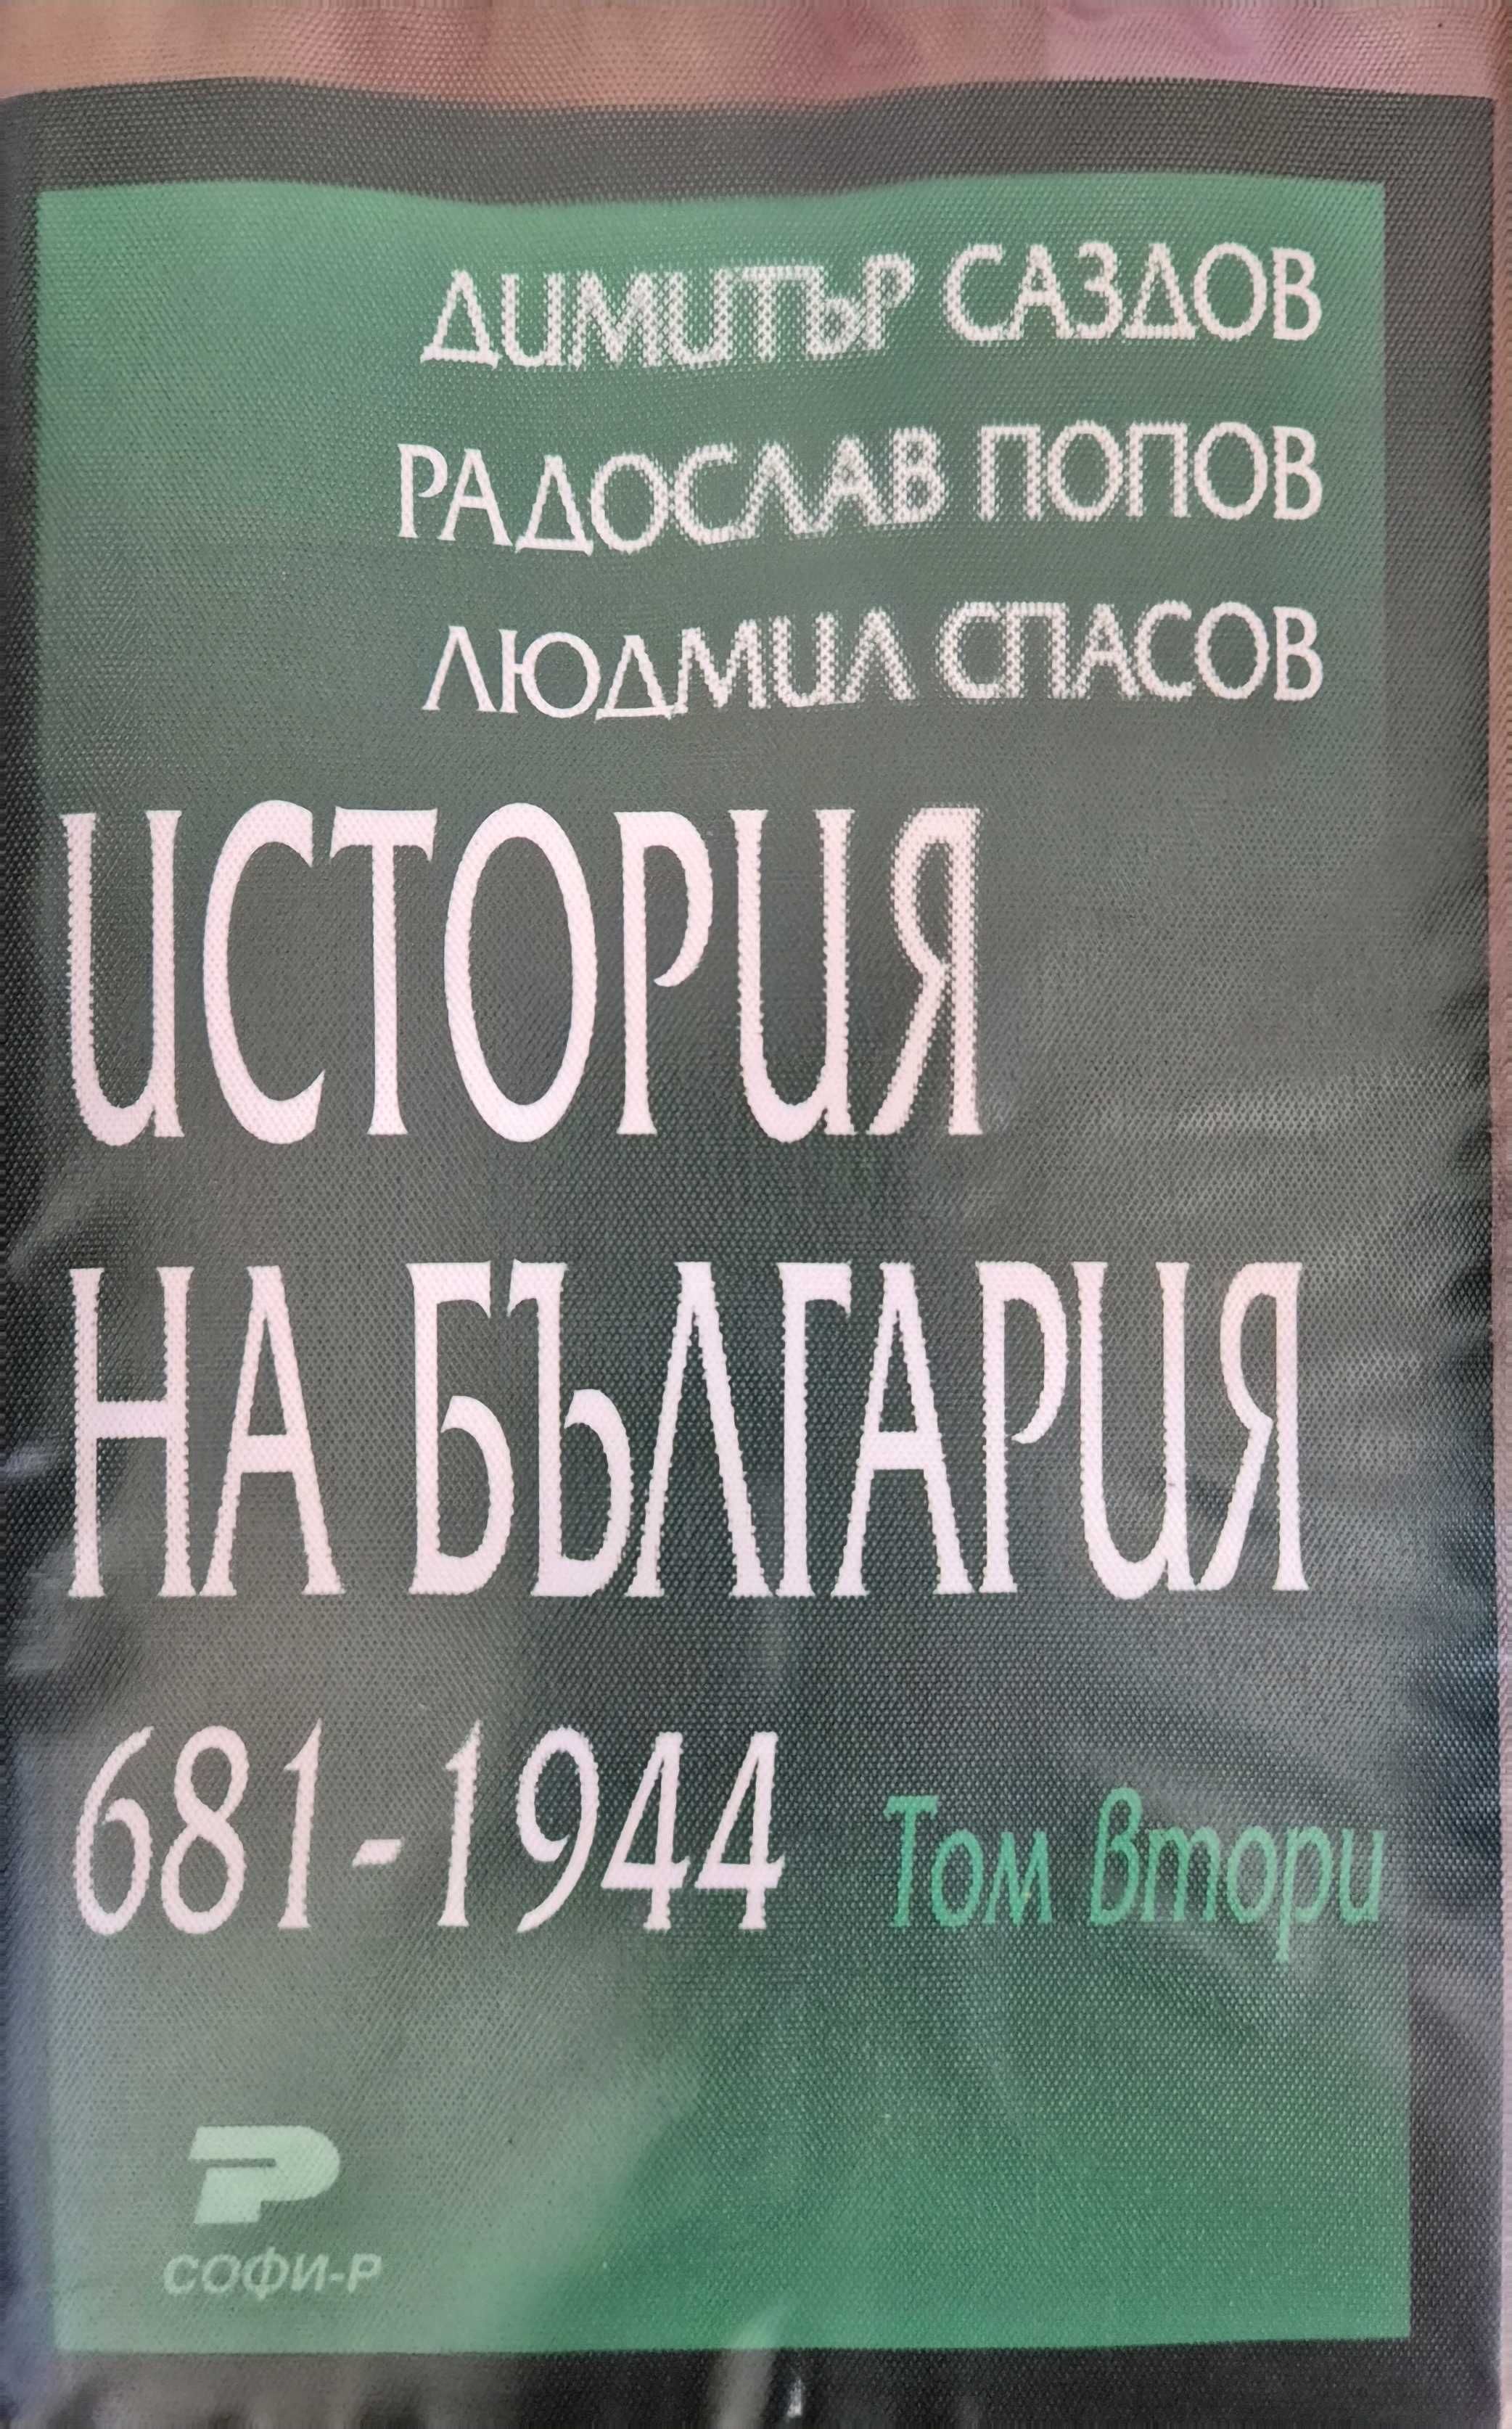 ДИМИТЪР САЗДОВ
РАДОСЛАВ ПОПОВ
ЛЮДМИЛ СПАСОВ
ИСТОРИЯ
НА БЪЛГАРИЯ
681-1944 Том втори
СОФИ-Р